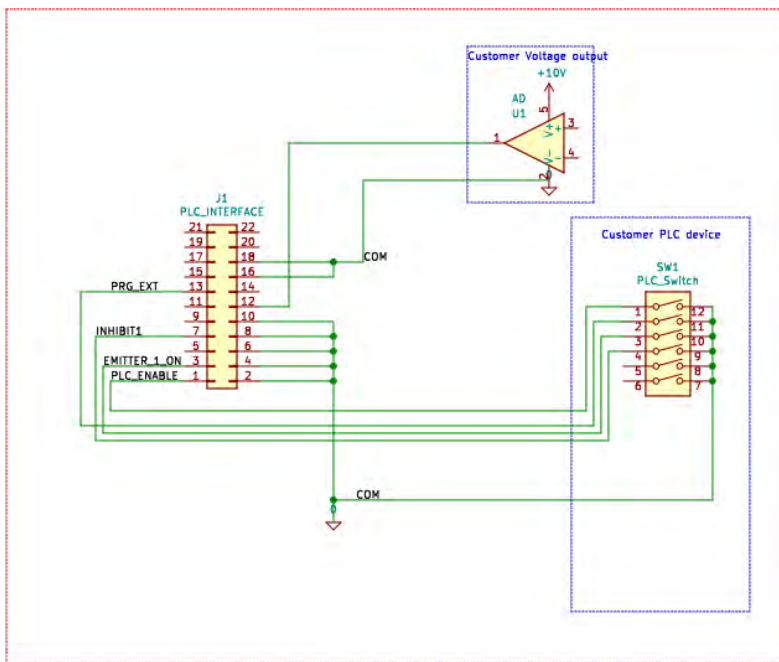 Customer Voltage output
+10V
AD
U1
5
V+
+
3
1
-
4
V-
2
0
J1
PLC_INTERFACE
21 22
19 20
17 18
COM
15 16
PRG_EXT
13 14
11 12
9 10
INHIBIT1
7 8
5 6
EMITTER_1_ON
3 4
PLC_ENABLE
1 2
Customer PLC device
SW1
PLC_Switch
1 12
2 11
3 10
4 9
5 8
6 7
COM
0